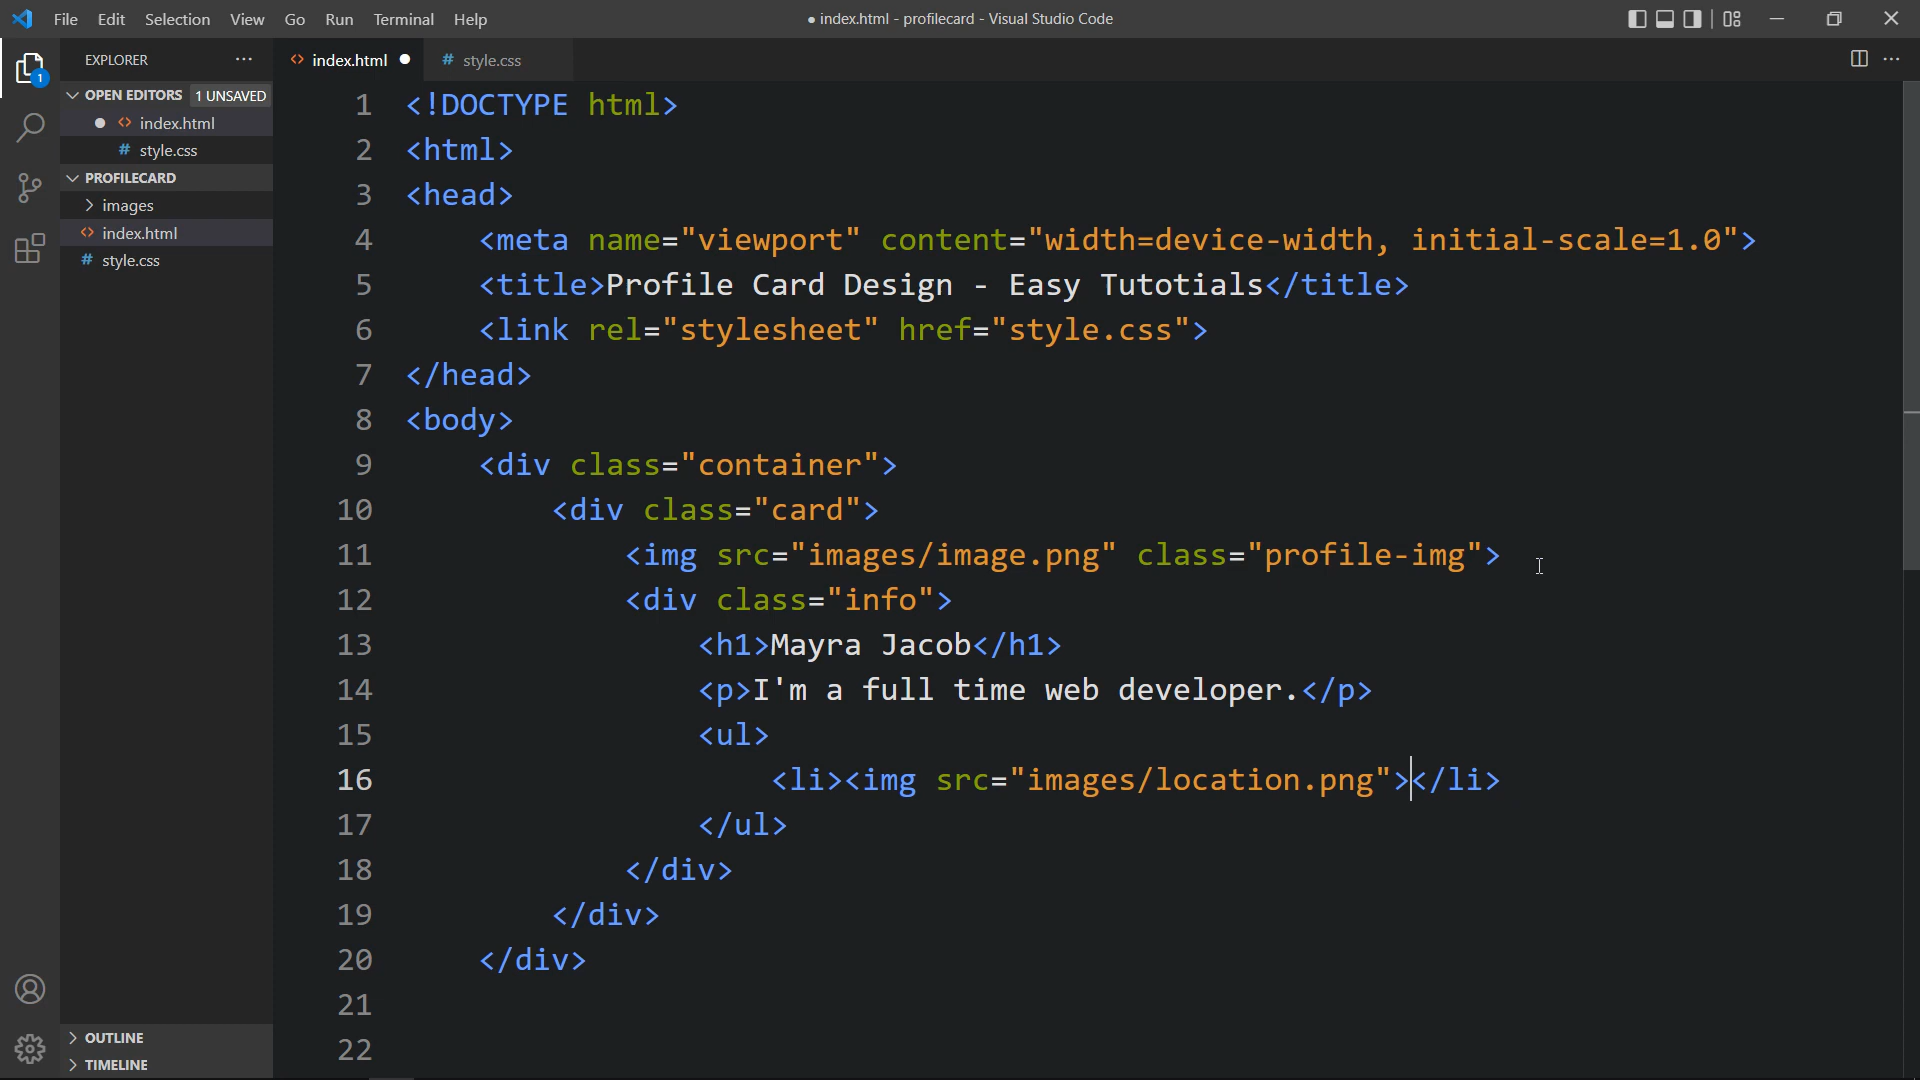 File Edit Selection View Go Run Terminal Help
● index.html - profilecard - Visual Studio Code
EXPLORER ···
index.html ●
# style.css
OPEN EDITORS 1 UNSAVED
● <> index.html
# style.css
PROFILECARD
images
<> index.html
# style.css
1
OUTLINE
TIMELINE
1 <!DOCTYPE html>
2 <html>
3 <head>
4     <meta name="viewport" content="width=device-width, initial-scale=1.0">
5     <title>Profile Card Design - Easy Tutotials</title>
6     <link rel="stylesheet" href="style.css">
7 </head>
8 <body>
9     <div class="container">
10         <div class="card">
11             <img src="images/image.png" class="profile-img">
12             <div class="info">
13                 <h1>Mayra Jacob</h1>
14                 <p>I'm a full time web developer.</p>
15                 <ul>
16                     <li><img src="images/location.png"></li>
17                 </ul>
18             </div>
19         </div>
20     </div>
21
22